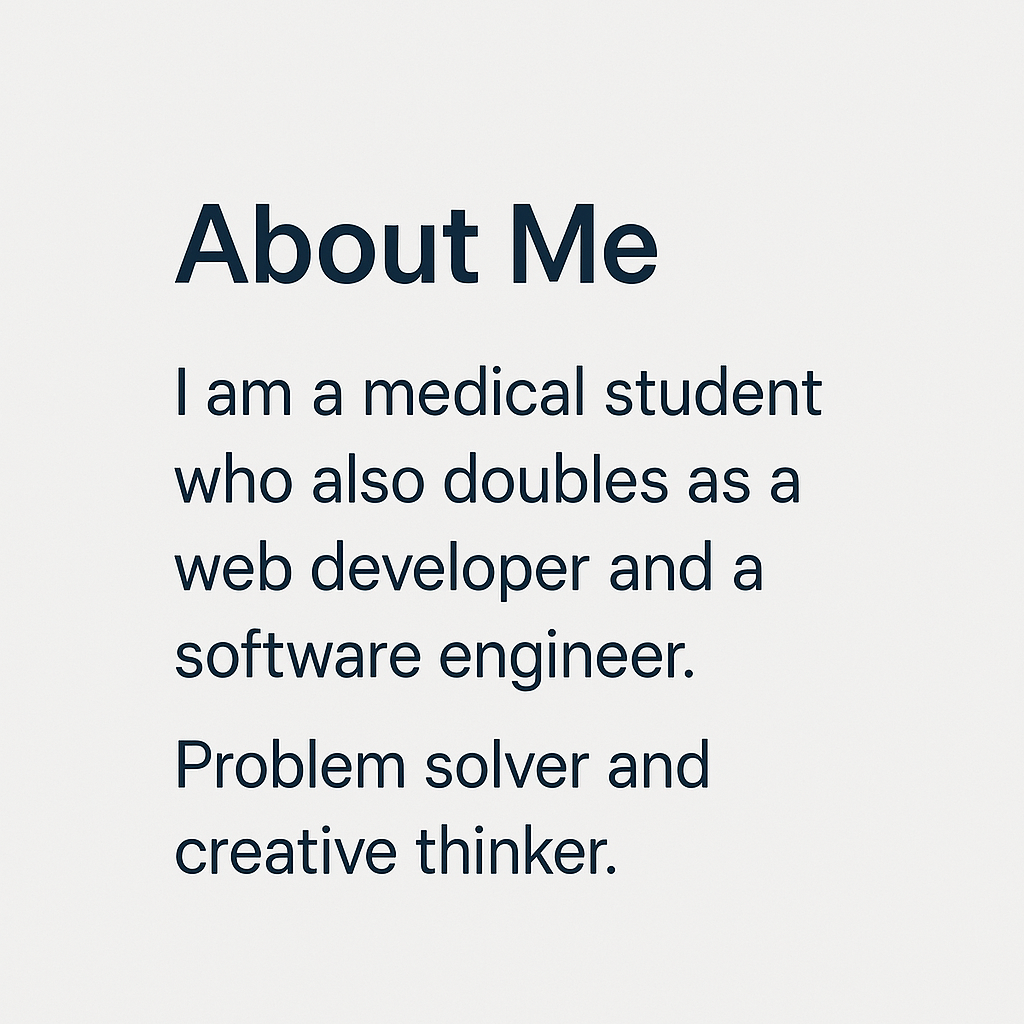 About Me
I am a medical student
who also doubles as a
web developer and a
software engineer.
Problem solver and
creative thinker.